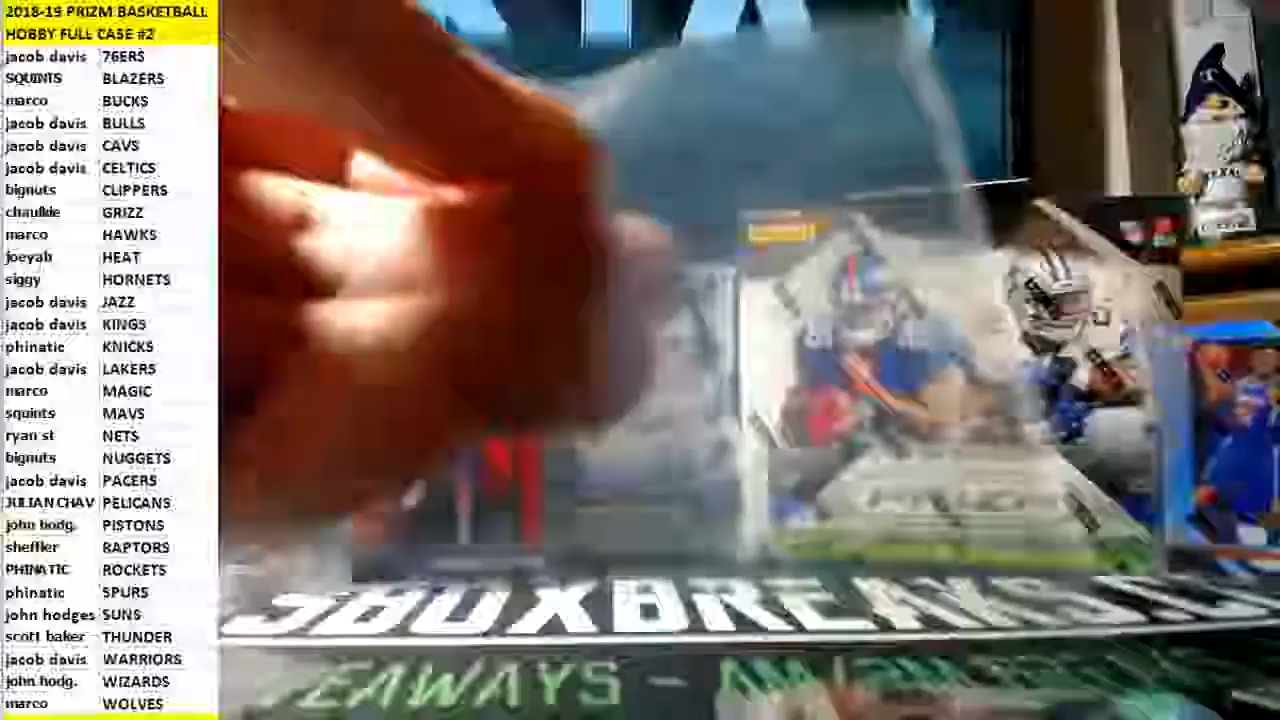 2018-19 PRIZM BASKETBALL
HOBBY FULL CASE #2
jacob davis 76ERS
SQUINTS BLAZERS
marco BUCKS
jacob davis BULLS
jacob davis CAVS
jacob davis CELTICS
bignuts CLIPPERS
chaulkie GRIZZ
marco HAWKS
joeyah HEAT
siggy HORNETS
jacob davis JAZZ
jacob davis KINGS
phinatic KNICKS
jacob davis LAKERS
marco MAGIC
squints MAVS
ryan st NETS
bignuts NUGGETS
jacob davis PACERS
JULIAN CHAV PELICANS
john hodg. PISTONS
sheffler RAPTORS
PHINATIC ROCKETS
phinatic SPURS
john hodges SUNS
scott baker THUNDER
jacob davis WARRIORS
john hodg. WIZARDS
marco WOLVES